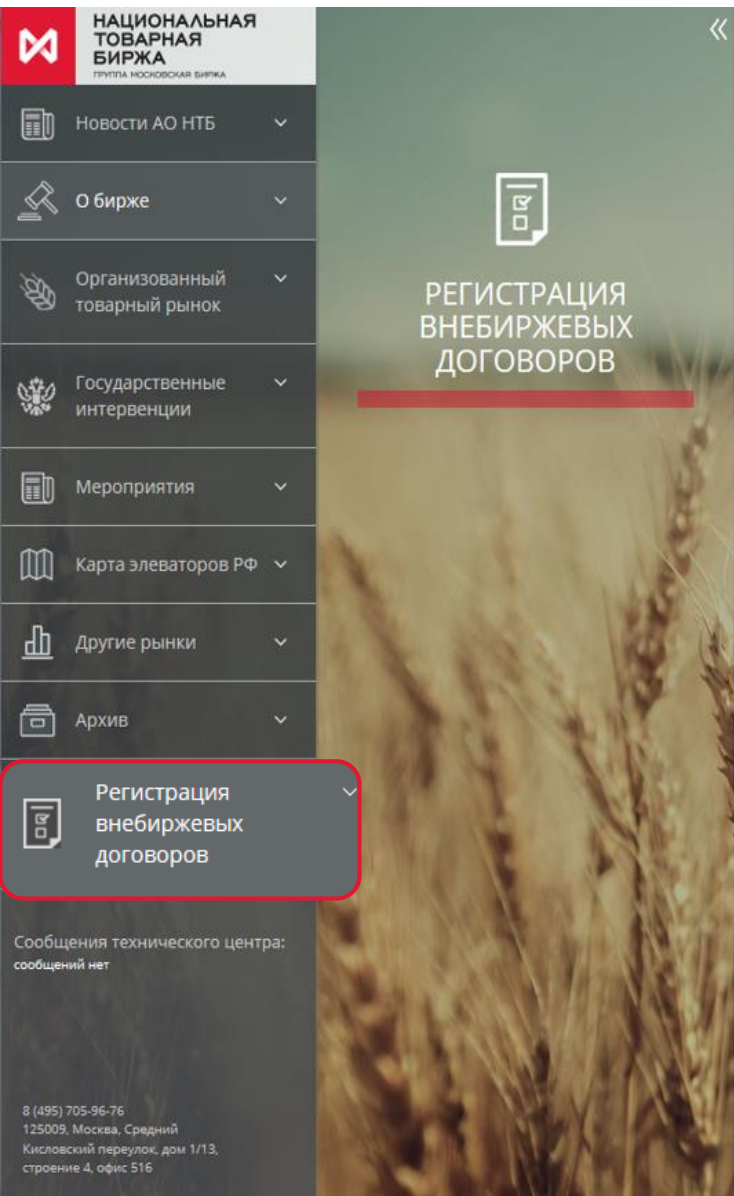 НАЦИОНАЛЬНАЯ
ТОВАРНАЯ
БИРЖА
ГРУППА МОСКОВСКАЯ БИРЖА
Новости АО НТБ
О бирже
Организованный
товарный рынок
Государственные
интервенции
Мероприятия
Карта элеваторов РФ
Другие рынки
Архив
Регистрация
внебиржевых
договоров
Сообщения технического центра:
сообщений нет
8 (495) 705-96-76
125009, Москва, Средний
Кисловский переулок, дом 1/13,
строение 4, офис 516
РЕГИСТРАЦИЯ
ВНЕБИРЖЕВЫХ
ДОГОВОРОВ